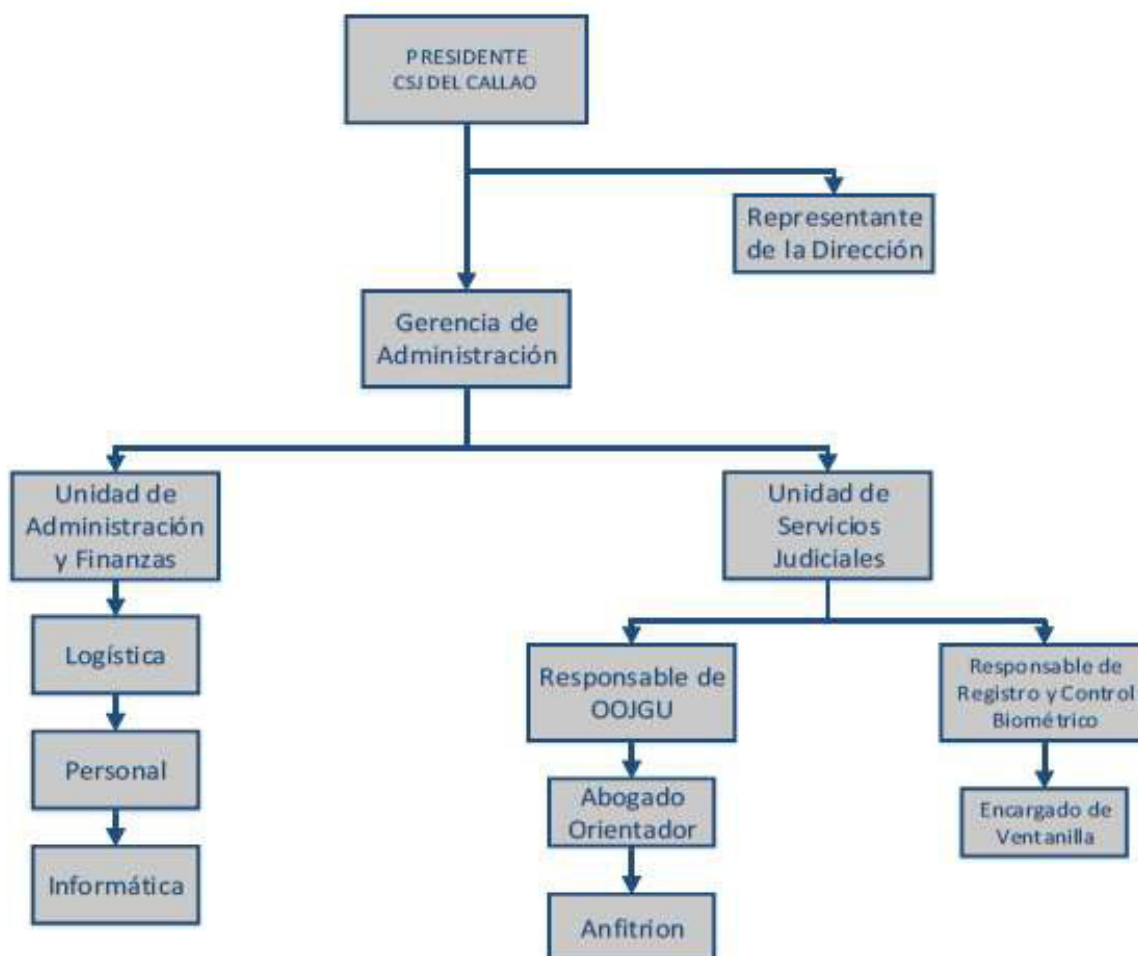 PRESIDENTE
CSJ DEL CALLAO
Representante
de la Dirección
Gerencia de
Administración
Unidad de
Administración
y Finanzas
Unidad de
Servicios
Judiciales
Logística
Responsable de
OOJGU
Responsable de
Registro y Control
Biométrico
Personal
Abogado
Orientador
Encargado de
Ventanilla
Informática
Anfitrion